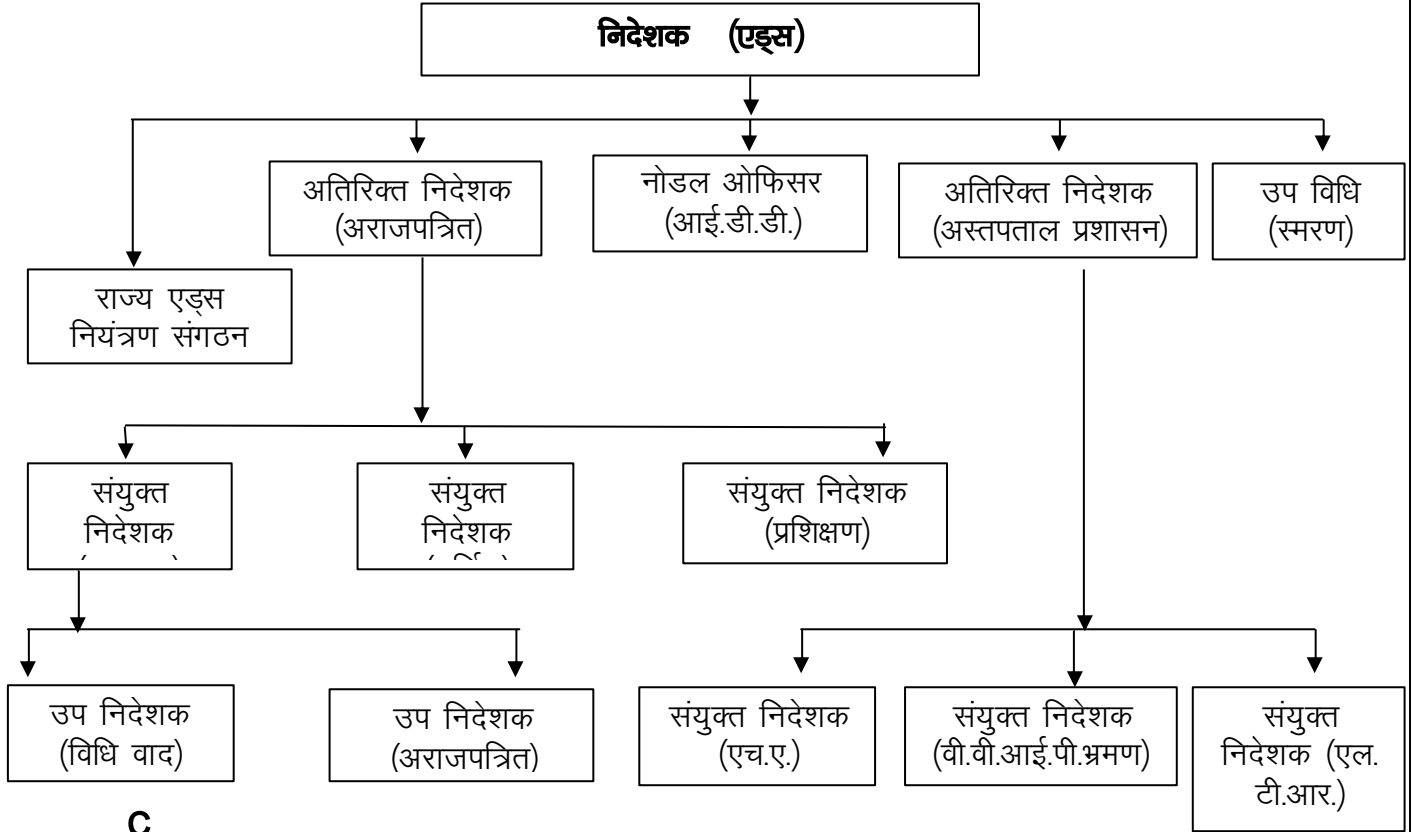 निदेशक (एड्स)
अतिरिक्त निदेशक
(अराजपत्रित)
नोडल ओफिसर
(आई.डी.डी.)
अतिरिक्त निदेशक
(अस्तपताल प्रशासन)
उप विधि
(स्मरण)
राज्य एड्स
नियंत्रण संगठन
संयुक्त
निदेशक
संयुक्त
निदेशक
संयुक्त निदेशक
(प्रशिक्षण)
उप निदेशक
(विधि वाद)
उप निदेशक
(अराजपत्रित)
संयुक्त निदेशक
(एच.ए.)
संयुक्त निदेशक
(वी.वी.आई.पी.भ्रमण)
संयुक्त
निदेशक (एल.
टी.आर.)
C